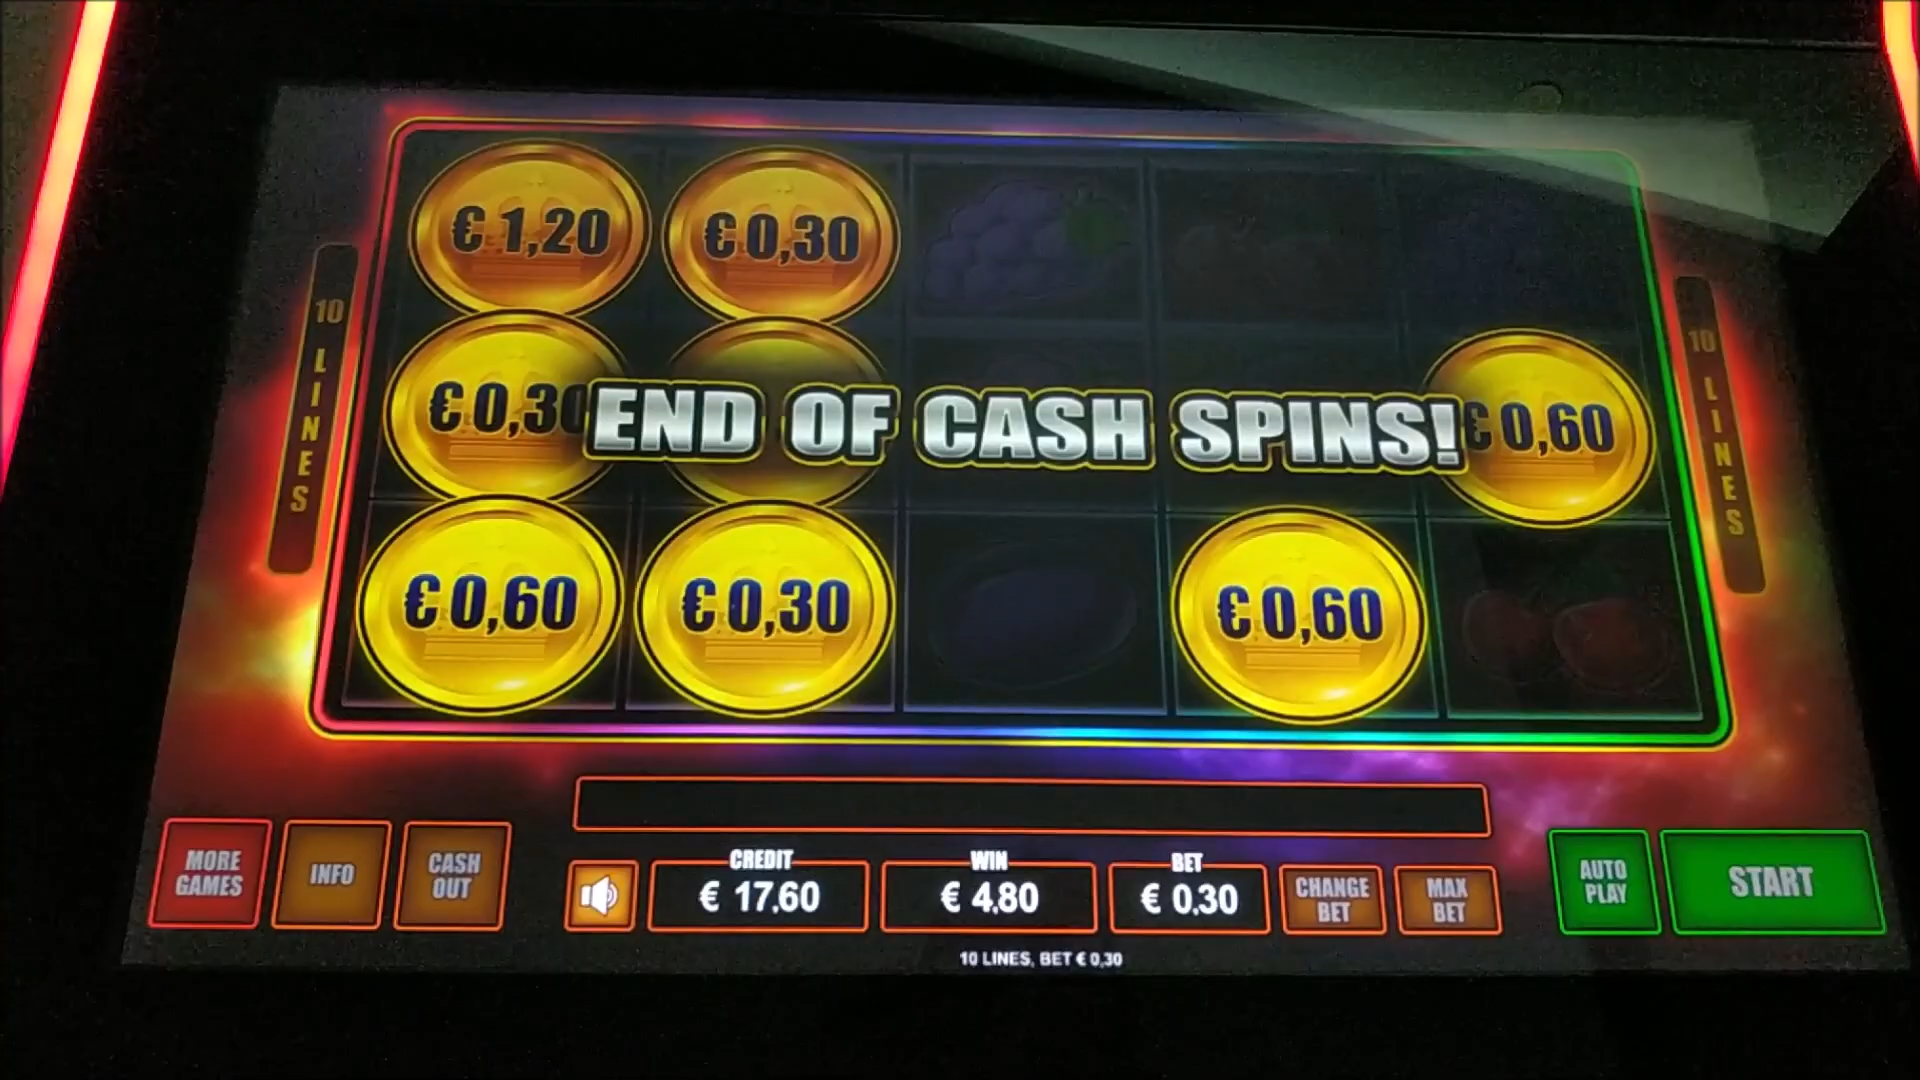 € 1,20
€ 0,30
10 LINES
€ 0,30
END OF CASH SPINS!
€ 0,60
10 LINES
€ 0,60
€ 0,30
€ 0,60
MORE GAMES
INFO
CASH OUT
CREDIT
€ 17,60
WIN
€ 4,80
BET
€ 0,30
CHANGE BET
MAX BET
AUTO PLAY
START
10 LINES, BET € 0,30